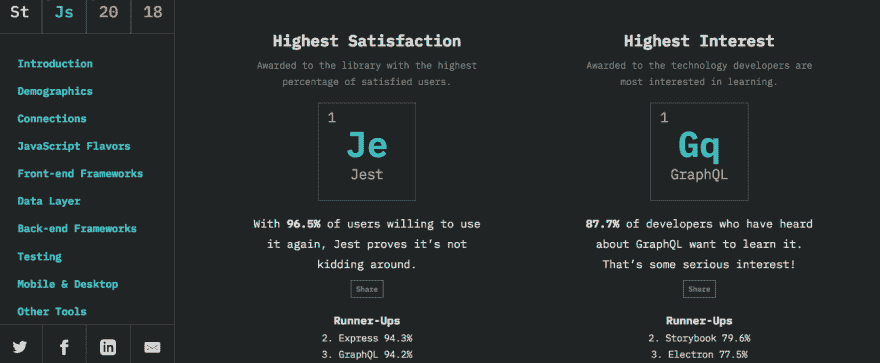 St Js 20 18
Introduction
Demographics
Connections
JavaScript Flavors
Front-end Frameworks
Data Layer
Back-end Frameworks
Testing
Mobile & Desktop
Other Tools
Highest Satisfaction
Awarded to the library with the highest
percentage of satisfied users.
1
Je
Jest
With 96.5% of users willing to use
it again, Jest proves it's not
kidding around.
Share
Runner-Ups
2. Express 94.3%
3. GraphQL 94.2%
Highest Interest
Awarded to the technology developers are
most interested in learning.
1
Gq
GraphQL
87.7% of developers who have heard
about GraphQL want to learn it.
That's some serious interest!
Share
Runner-Ups
2. Storybook 79.6%
3. Electron 77.5%